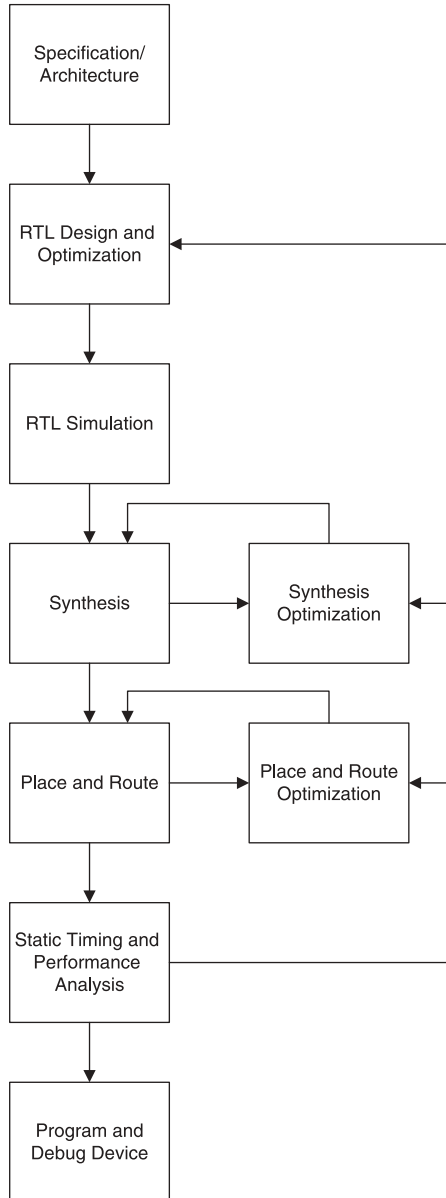 Specification/
Architecture
RTL Design and
Optimization
RTL Simulation
Synthesis
Synthesis
Optimization
Place and Route
Place and Route
Optimization
Static Timing and
Performance
Analysis
Program and
Debug Device